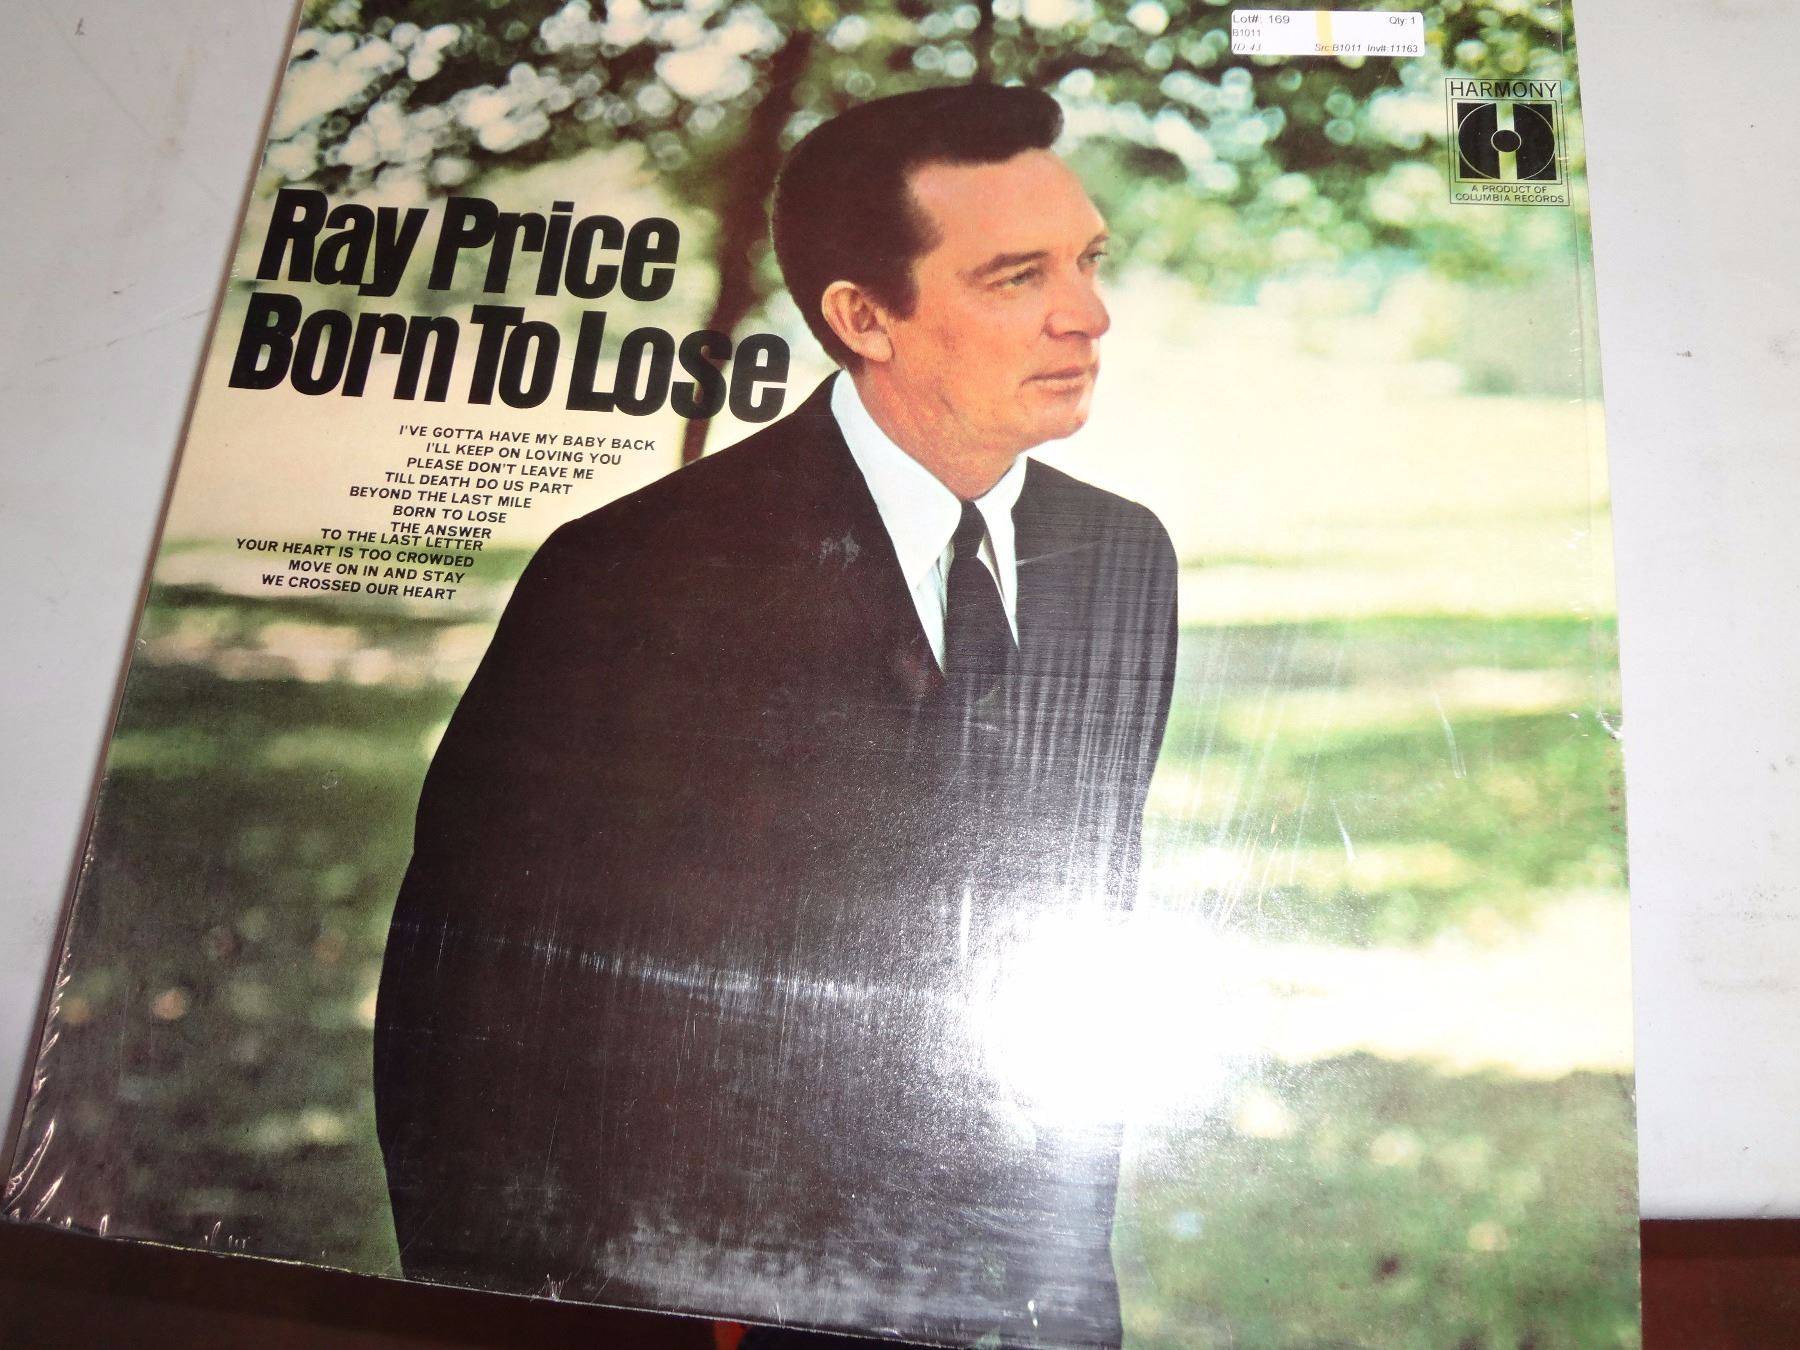 Lot#: 169 Qty: 1
B1011
ID: 43 Src:B1011 Inv#:11163
HARMONY
H
A PRODUCT OF
COLUMBIA RECORDS
Ray Price
Born To Lose
I'VE GOTTA HAVE MY BABY BACK
I'LL KEEP ON LOVING YOU
PLEASE DON'T LEAVE ME
TILL DEATH DO US PART
BEYOND THE LAST MILE
BORN TO LOSE
THE ANSWER
TO THE LAST LETTER
YOUR HEART IS TOO CROWDED
MOVE ON IN AND STAY
WE CROSSED OUR HEART